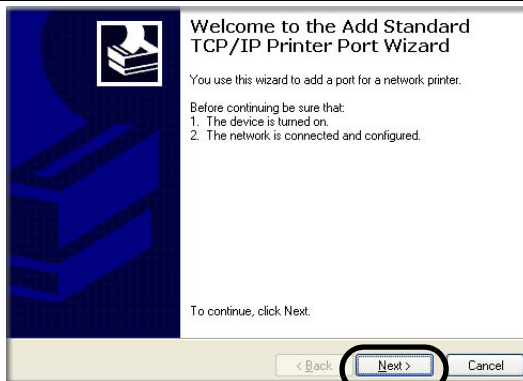 Welcome to the Add Standard
TCP/IP Printer Port Wizard
You use this wizard to add a port for a network printer.
Before continuing be sure that:
1. The device is turned on.
2. The network is connected and configured.
To continue, click Next.
< Back
Next >
Cancel